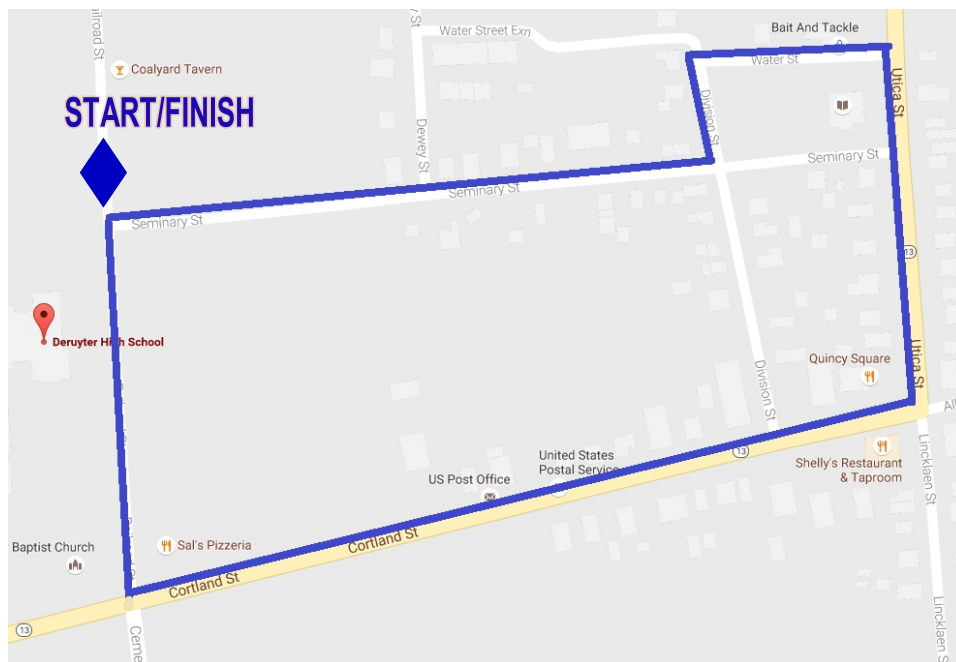 Bait And Tackle
Water Street Exn
Water St
Coalyard Tavern
Utica St
START/FINISH
Division St
Dewey St
Seminary St
Seminary St
Seminary St
13
Deruyter High School
Quincy Square
Utica St
Division St
13
United States
Postal Service
US Post Office
Shelly's Restaurant
& Taproom
Lincklaen St
Cortland St
Sal's Pizzeria
Baptist Church
Cortland St
Lincklaen St
13